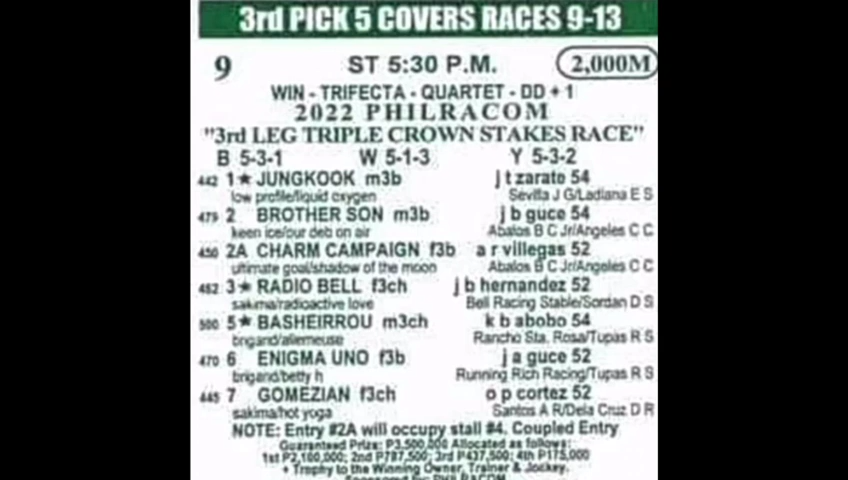 3rd PICK 5 COVERS RACES 9-13
9 ST 5:30 P.M. 2,000M
WIN - TRIFECTA - QUARTET - DD + 1
2022 PHILRACOM
"3rd LEG TRIPLE CROWN STAKES RACE"
B 5-3-1 W 5-1-3 Y 5-3-2
442 1★ JUNGKOOK m3b j t zarate 54
low profile/liquid oxygen Sevilla J G/Ladiana E S
479 2 BROTHER SON m3b j b guce 54
keen ice/our deb on air Abalos B C Jr/Angeles C C
450 2A CHARM CAMPAIGN f3b a r villegas 52
ultimate goal/shadow of the moon Abalos B C Jr/Angeles C C
462 3★ RADIO BELL f3ch j b hernandez 52
sakima/radioactive love Bell Racing Stable/Sordan D S
500 5★ BASHEIRROU m3ch k b abobo 54
brigand/allemeuse Rancho Sta. Rosa/Tupas R S
470 6 ENIGMA UNO f3b j a guce 52
brigand/betty h Running Rich Racing/Tupas R S
445 7 GOMEZIAN f3ch o p cortez 52
sakima/hot yoga Santos A R/Dela Cruz D R
NOTE: Entry #2A will occupy stall #4. Coupled Entry
Guaranteed Prize: P3,500,000 Allocated as follows:
1st P2,100,000; 2nd P787,500; 3rd P437,500; 4th P175,000
+ Trophy to the Winning Owner, Trainer & Jockey.
Sponsored by: PHILRACOM